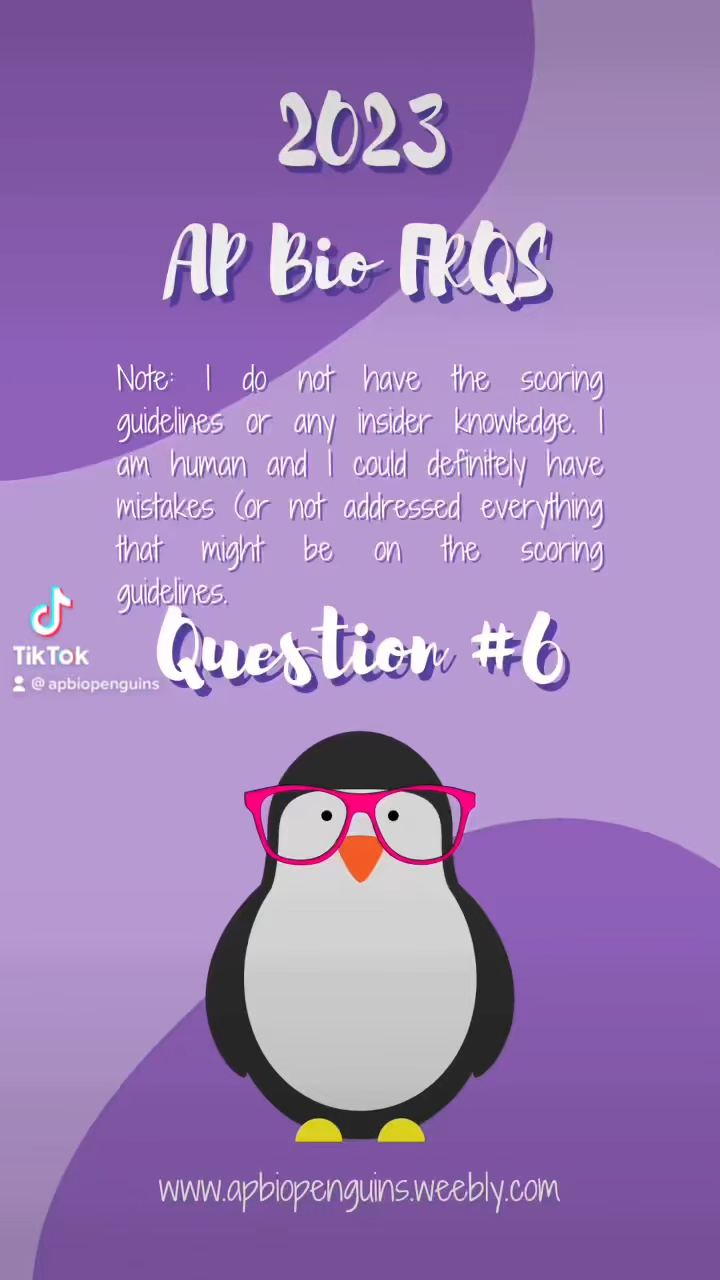 2023
AP Bio FRQS
Note: I do not have the scoring
guidelines or any insider knowledge. I
am human and I could definitely have
mistakes (or not addressed everything
that might be on the scoring
guidelines.
TikTok
@apbiopenguins
Question #6
www.apbiopenguins.weebly.com